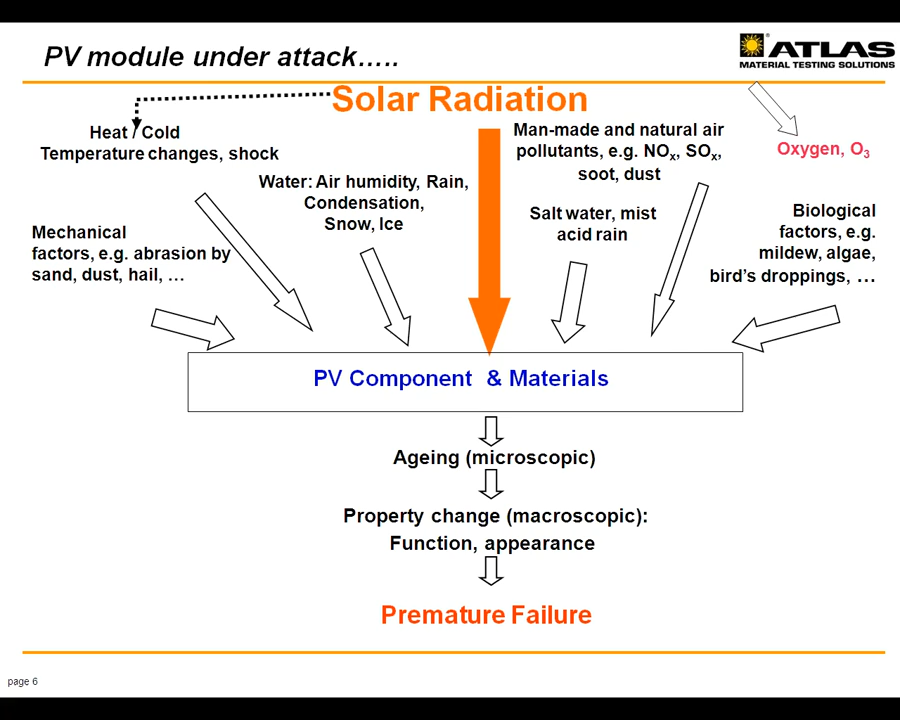 PV module under attack.....
ATLAS
MATERIAL TESTING SOLUTIONS
Solar Radiation
Heat / Cold
Temperature changes, shock
Man-made and natural air
pollutants, e.g. NOx, SOx,
soot, dust
Oxygen, O3
Water: Air humidity, Rain,
Condensation,
Snow, Ice
Salt water, mist
acid rain
Mechanical
factors, e.g. abrasion by
sand, dust, hail, …
Biological
factors, e.g.
mildew, algae,
bird’s droppings, …
PV Component & Materials
Ageing (microscopic)
Property change (macroscopic):
Function, appearance
Premature Failure
page 6